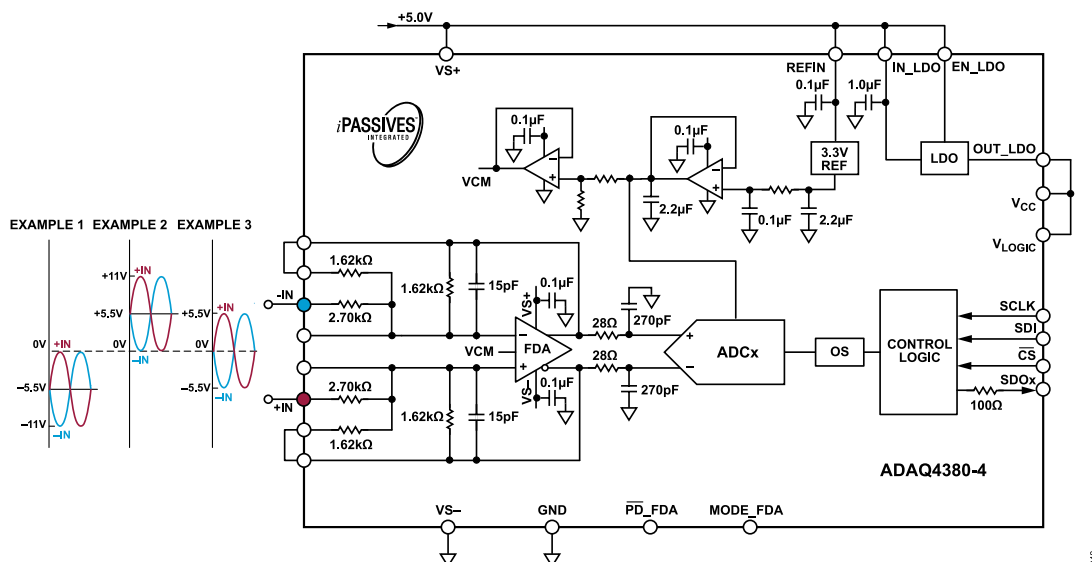 +5.0V
VS+
REFIN
IN_LDO
EN_LDO
0.1µF
1.0µF
iPASSIVES
INTEGRATED
0.1µF
0.1µF
3.3V
REF
LDO
OUT_LDO
VCM
2.2µF
0.1µF
2.2µF
VCC
VLOGIC
EXAMPLE 1
EXAMPLE 2
EXAMPLE 3
+11V
+IN
+5.5V
+5.5V
+IN
0V
+IN
0V
–IN
0V
–5.5V
–5.5V
–IN
–11V
–IN
1.62kΩ
-IN
2.70kΩ
1.62kΩ
15pF
VS+
0.1µF
28Ω
270pF
VCM
FDA
28Ω
270pF
+
–
ADCx
OS
CONTROL
LOGIC
SCLK
SDI
CS
SDOx
100Ω
2.70kΩ
+IN
1.62kΩ
1.62kΩ
15pF
VS–
0.1µF
ADAQ4380-4
VS–
GND
PD_FDA
MODE_FDA